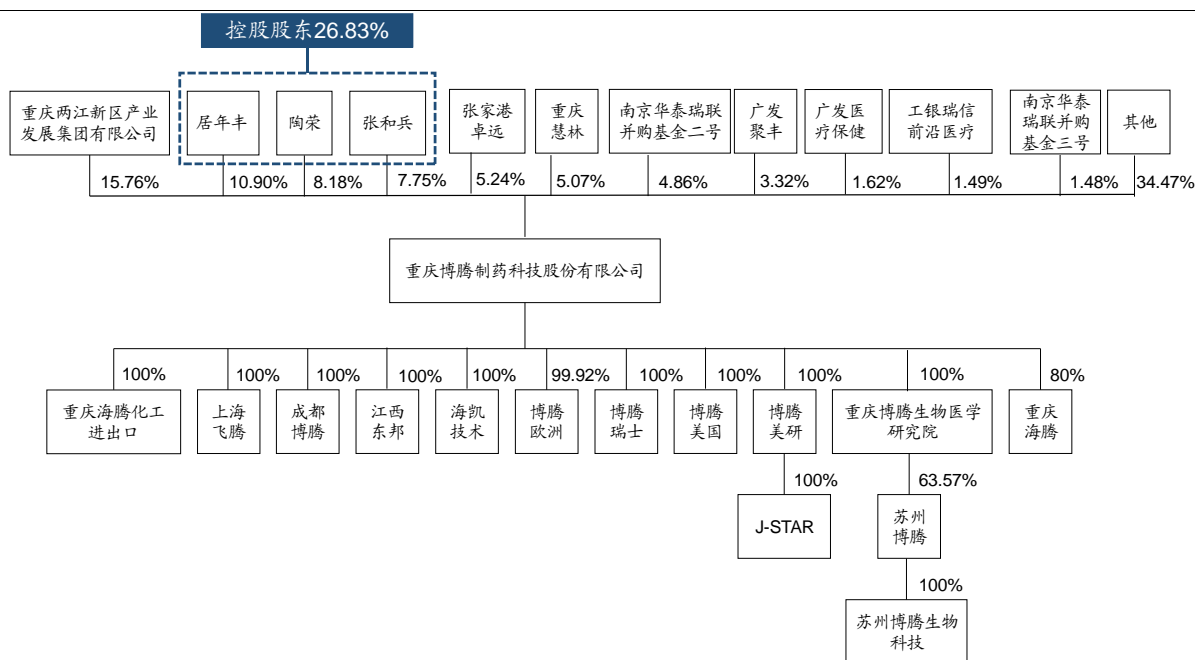 控股股东26.83%
重庆两江新区产业
发展集团有限公司
居年丰
陶荣
张和兵
张家港
卓远
重庆
慧林
南京华泰瑞联
并购基金二号
广发
聚丰
广发医
疗保健
工银瑞信
前沿医疗
南京华泰
瑞联并购
基金三号
其他
15.76%
10.90%
8.18%
7.75%
5.24%
5.07%
4.86%
3.32%
1.62%
1.49%
1.48%
34.47%
重庆博腾制药科技股份有限公司
100%
100%
100%
100%
100%
99.92%
100%
100%
100%
100%
80%
重庆海腾化工
进出口
上海
飞腾
成都
博腾
江西
东邦
海凯
技术
博腾
欧洲
博腾
瑞士
博腾
美国
博腾
美研
重庆博腾生物医学
研究院
重庆
海腾
100%
63.57%
J-STAR
苏州
博腾
100%
苏州博腾生物
科技